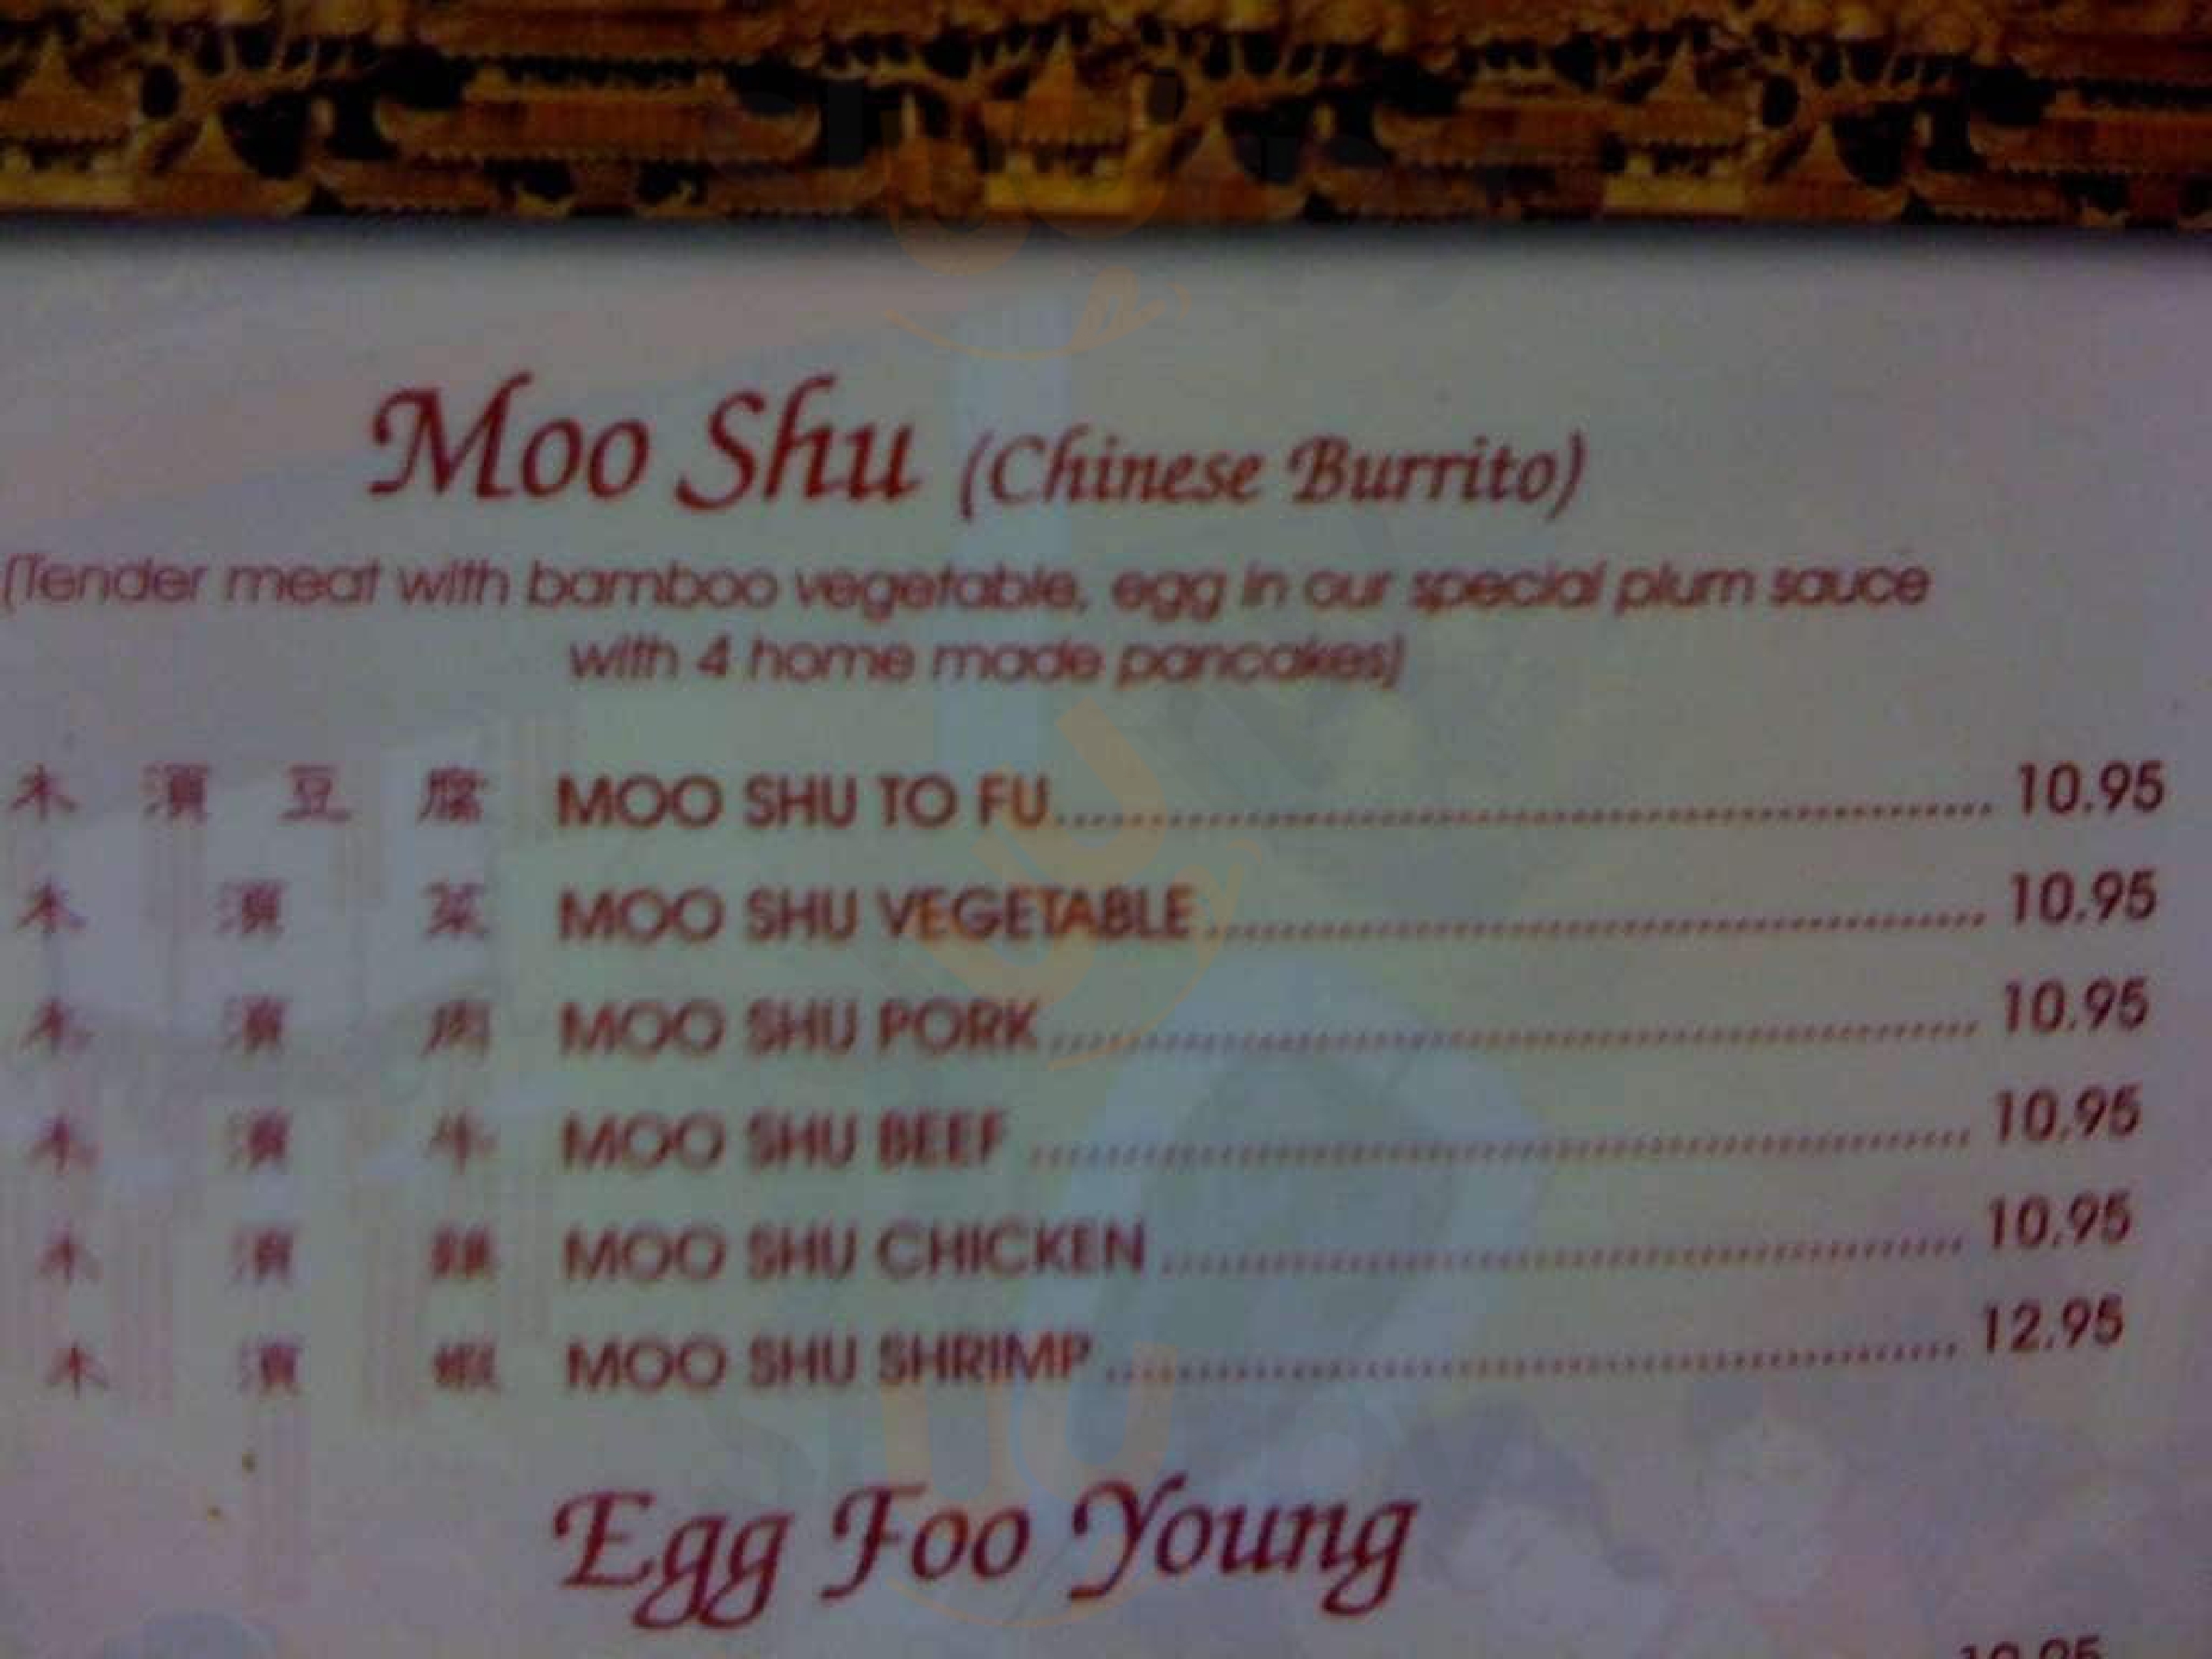 Moo Shu (Chinese Burrito)
(Tender meat with bamboo vegetable, egg in our special plum sauce
with 4 home made pancakes)
木 須 豆 腐 MOO SHU TO FU 10.95
木 須 菜 MOO SHU VEGETABLE 10.95
木 須 肉 MOO SHU PORK 10.95
木 須 牛 MOO SHU BEEF 10.95
木 須 雞 MOO SHU CHICKEN 10.95
木 須 蝦 MOO SHU SHRIMP 12.95
Egg Foo Young